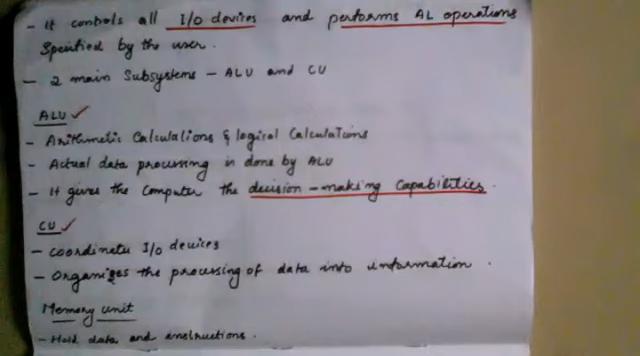 - It controls all I/o devices and performs AL operations
Specified by the user.
- 2 main Subsystems - ALU and CU
ALU ✓
- Arithmetic Calculations & logical Calculations
- Actual data processing is done by ALU
- It gives the Computer the decision-making Capabilities.
CU ✓
- Coordinates I/o devices
- Organizes the processing of data into information.
Memory unit
- Hold data and instructions.